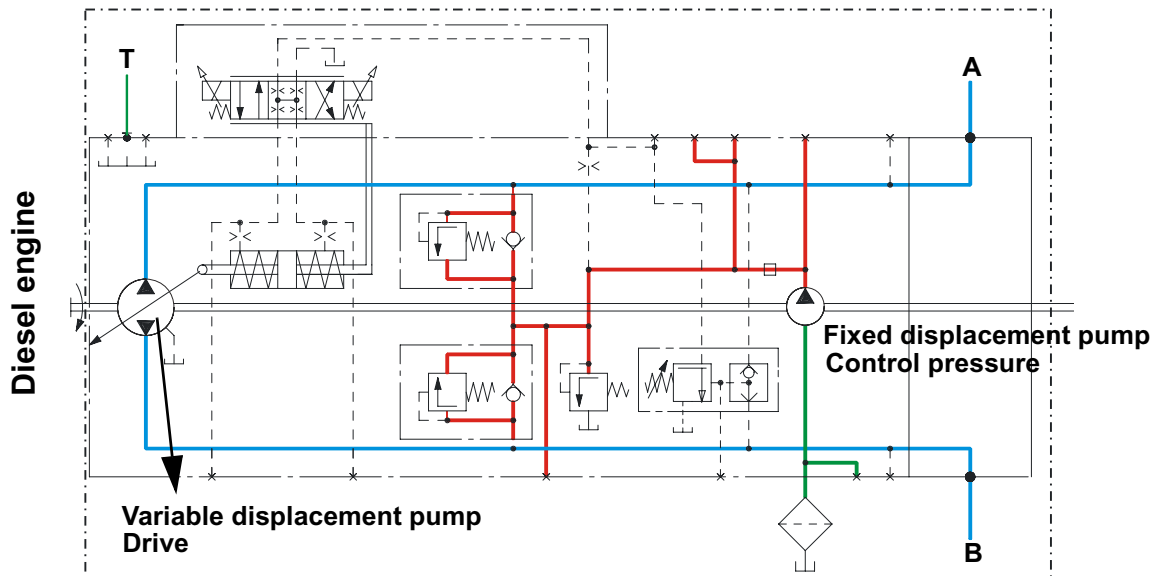 T
A
Diesel engine
Fixed displacement pump
Control pressure
Variable displacement pump
Drive
B